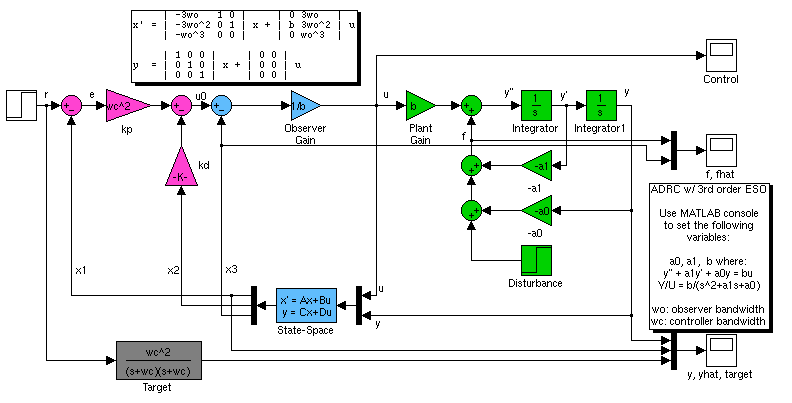 x' = | -3wo 1 0 | x + | 0 3wo | u
| -3wo^2 0 1 | | b 3wo^2 |
| -wo^3 0 0 | | 0 wo^3 |
y = | 1 0 0 | x + | 0 0 | u
| 0 1 0 | | 0 0 |
| 0 0 1 | | 0 0 |
Control
r
e
wc^2
kp
u0
1/b
Observer
Gain
u
b
Plant
Gain
y"
1
s
Integrator
y'
1
s
Integrator1
y
f
f, fhat
kd
-K-
-a1
-a1
-a0
-a0
Disturbance
ADRC w/ 3rd order ESO
Use MATLAB console
to set the following
variables:
a0, a1, b where:
y" + a1y' + a0y = bu
Y/U = b/(s^2+a1s+a0)
wo: observer bandwidth
wc: controller bandwidth
x1
x2
x3
x' = Ax+Bu
y = Cx+Du
State-Space
u
y
wc^2
(s+wc)(s+wc)
Target
y, yhat, target